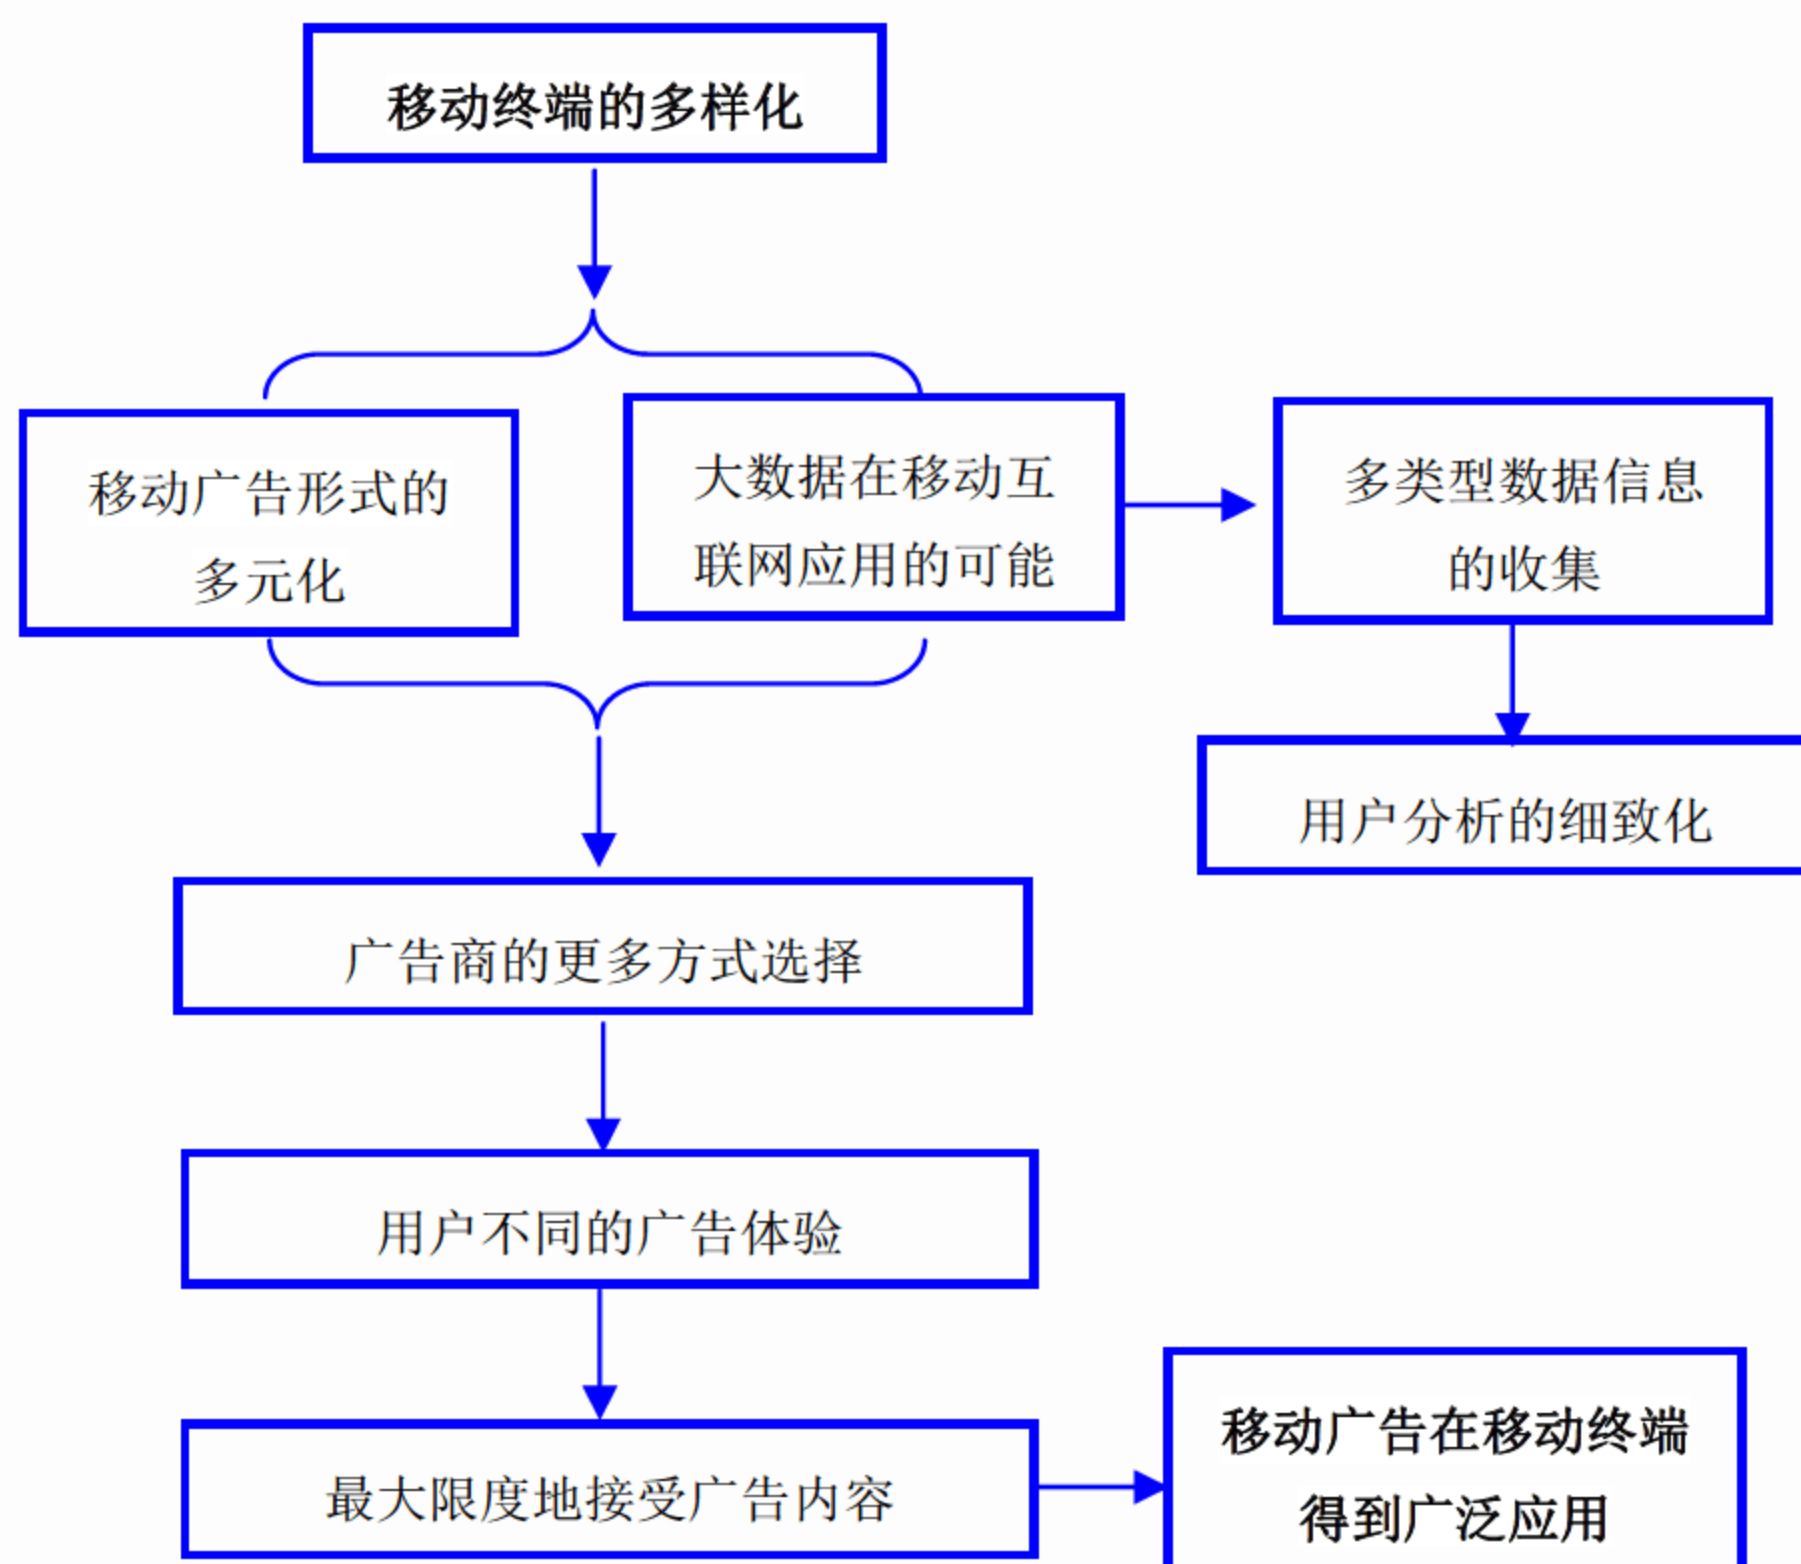 移动终端的多样化
移动广告形式的
多元化
大数据在移动互
联网应用的可能
多类型数据信息
的收集
用户分析的细致化
广告商的更多方式选择
用户不同的广告体验
最大限度地接受广告内容
移动广告在移动终端
得到广泛应用